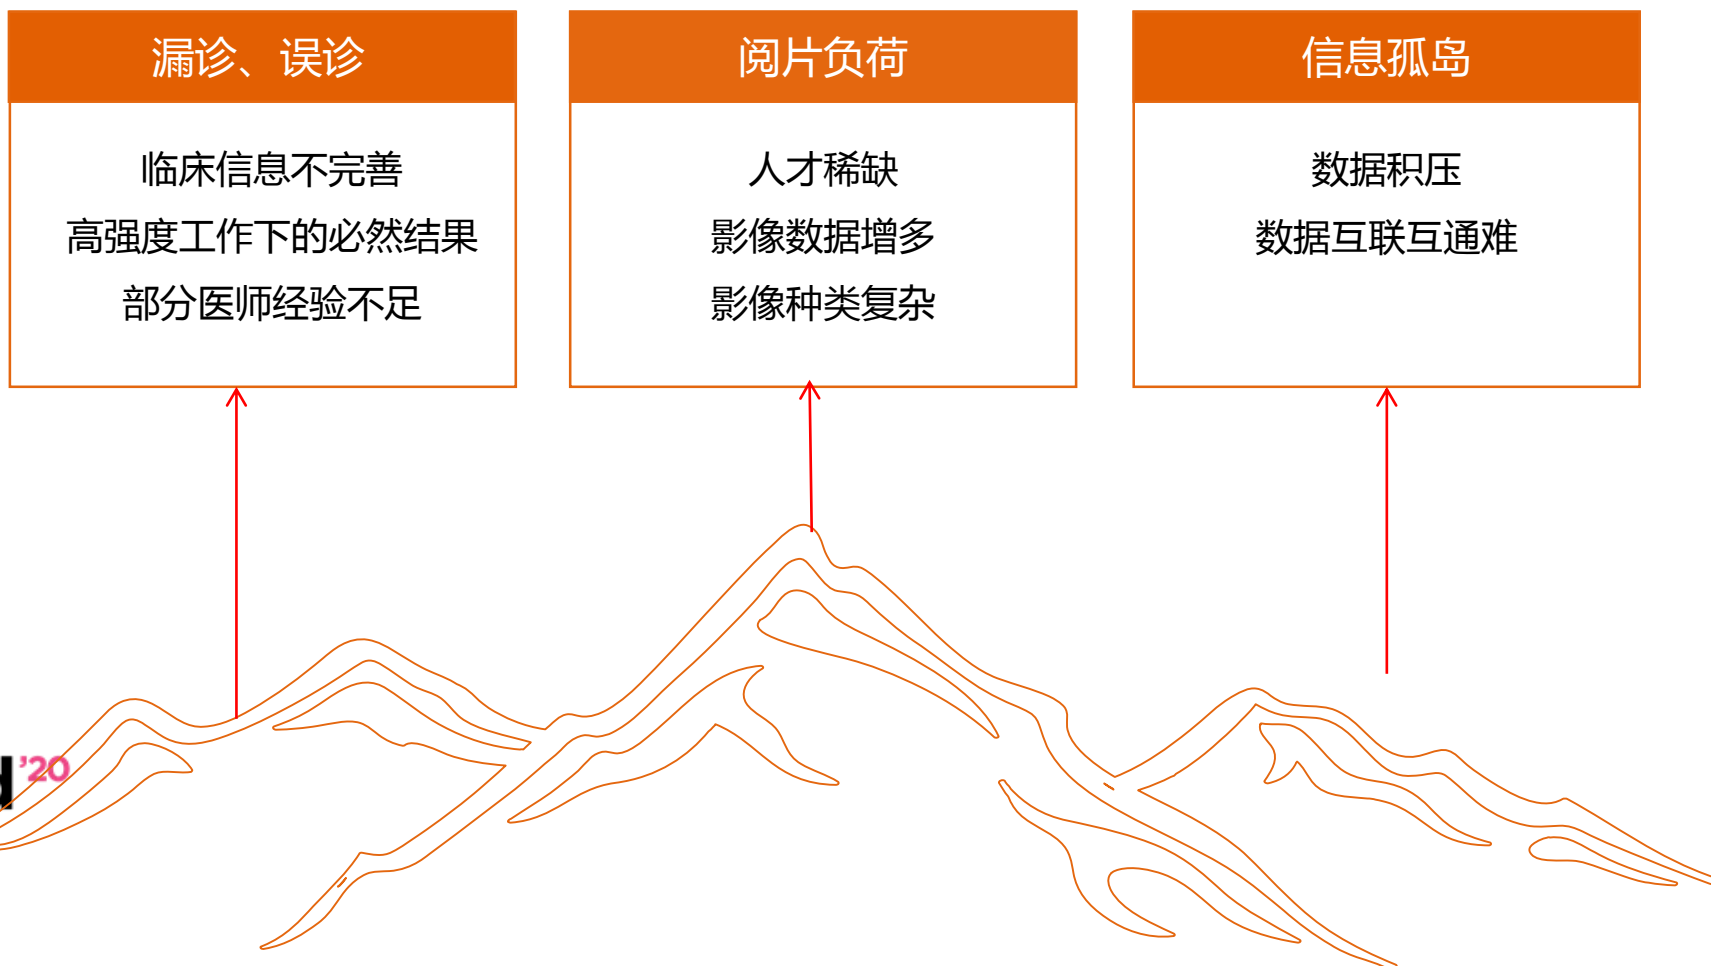 漏诊、误诊
临床信息不完善
高强度工作下的必然结果
部分医师经验不足
阅片负荷
人才稀缺
影像数据增多
影像种类复杂
信息孤岛
数据积压
数据互联互通难
’20